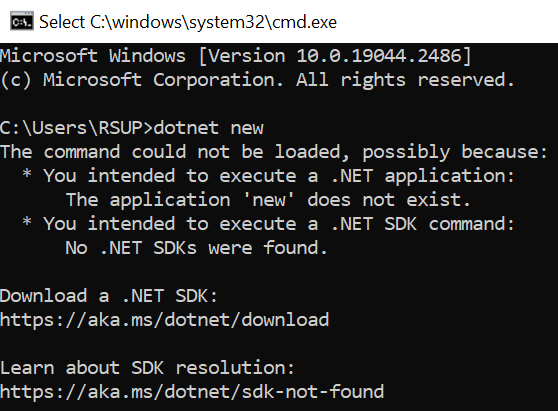 Select C:\windows\system32\cmd.exe
Microsoft Windows [Version 10.0.19044.2486]
(c) Microsoft Corporation. All rights reserved.
C:\Users\RSUP>dotnet new
The command could not be loaded, possibly because:
* You intended to execute a .NET application:
The application 'new' does not exist.
* You intended to execute a .NET SDK command:
No .NET SDKs were found.
Download a .NET SDK:
https://aka.ms/dotnet/download
Learn about SDK resolution:
https://aka.ms/dotnet/sdk-not-found